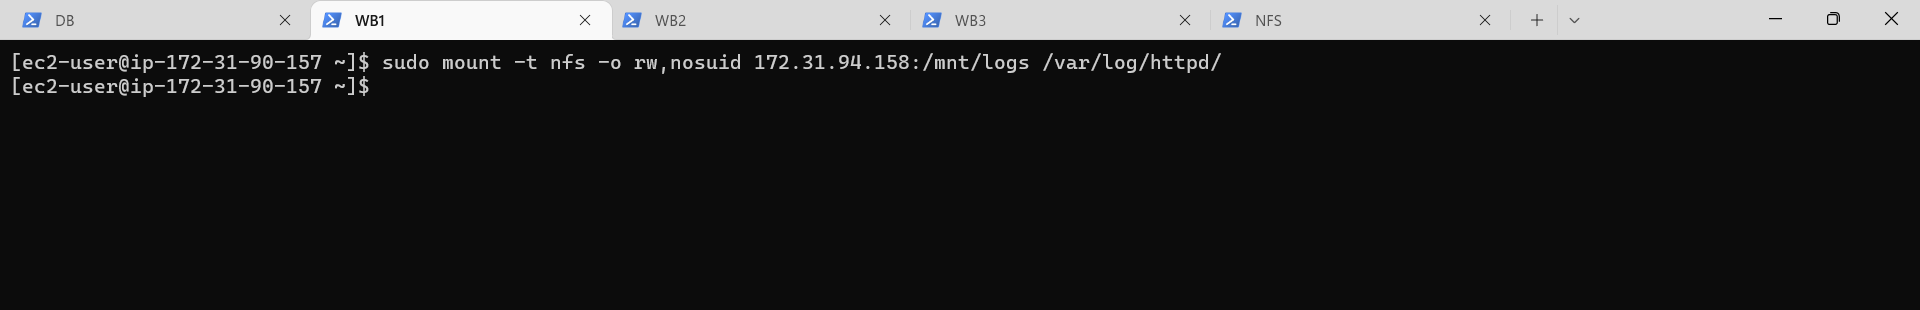 DB
WB1
WB2
WB3
NFS
[ec2-user@ip-172-31-90-157 ~]$ sudo mount -t nfs -o rw,nosuid 172.31.94.158:/mnt/logs /var/log/httpd/
[ec2-user@ip-172-31-90-157 ~]$